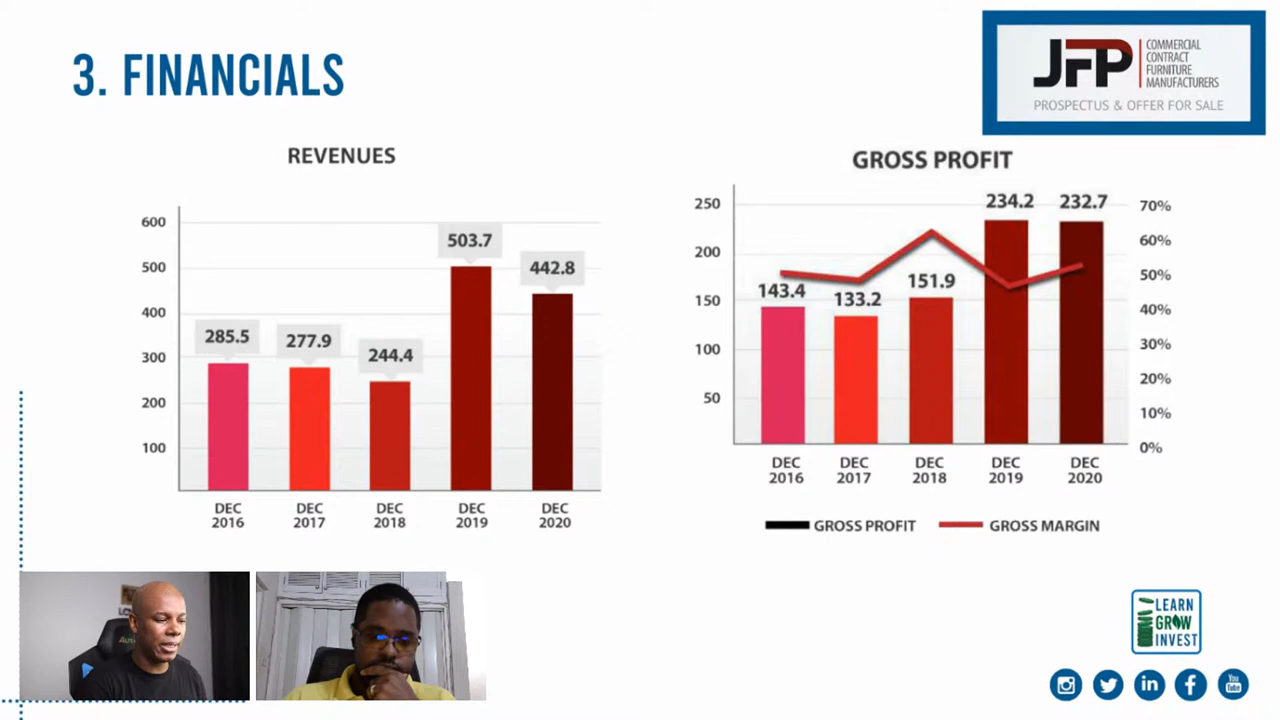 3. FINANCIALS
JFP
COMMERCIAL
CONTRACT
FURNITURE
MANUFACTURERS
PROSPECTUS & OFFER FOR SALE
REVENUES
600
500
400
300
200
100
285.5
277.9
244.4
503.7
442.8
DEC
2016
DEC
2017
DEC
2018
DEC
2019
DEC
2020
GROSS PROFIT
250
200
150
100
50
143.4
133.2
151.9
234.2
232.7
70%
60%
50%
40%
30%
20%
10%
0%
DEC
2016
DEC
2017
DEC
2018
DEC
2019
DEC
2020
GROSS PROFIT
GROSS MARGIN
LEARN
GROW
INVEST
in
f
You
Tube